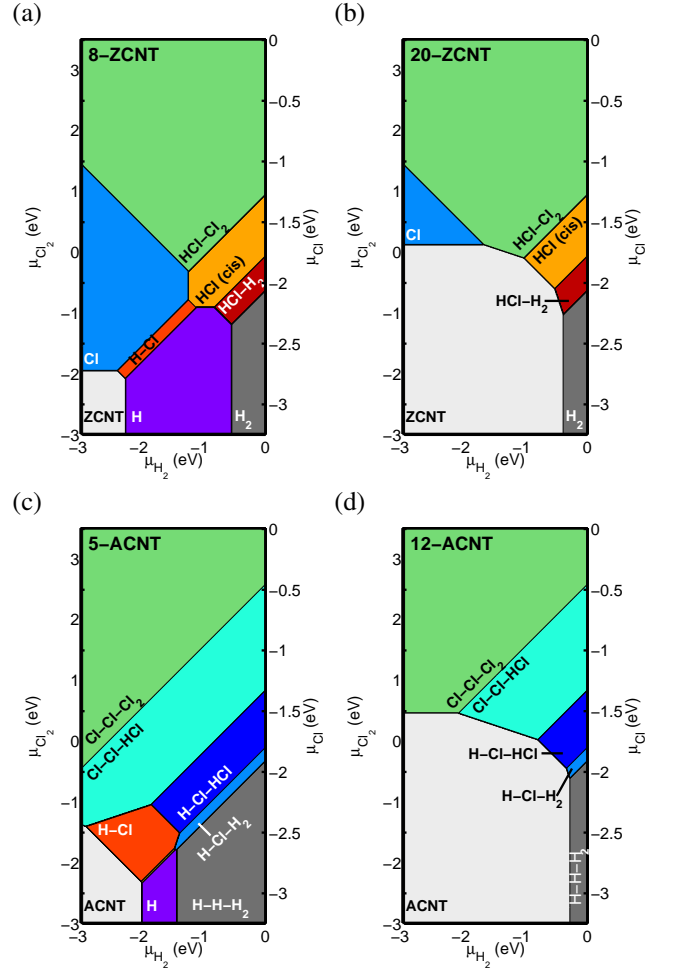 (a)
(b)
8–ZCNT
20–ZCNT
3
2
1
0
−1
−2
−3
μCl2 (eV)
0
−0.5
−1
−1.5
−2
−2.5
−3
μCl (eV)
HCl–Cl2
HCl (cis)
HCl–H2
H–Cl
Cl
ZCNT
H
H2
−3
−2
−1
0
μH2 (eV)
3
2
1
0
−1
−2
−3
μCl2 (eV)
0
−0.5
−1
−1.5
−2
−2.5
−3
μCl (eV)
HCl–Cl2
HCl (cis)
HCl–H2
Cl
ZCNT
H2
−3
−2
−1
0
μH2 (eV)
(c)
(d)
5–ACNT
12–ACNT
3
2
1
0
−1
−2
−3
μCl2 (eV)
0
−0.5
−1
−1.5
−2
−2.5
−3
μCl (eV)
Cl–Cl–Cl2
Cl–Cl–HCl
H–Cl–HCl
H–Cl–H2
H–Cl
ACNT
H
H–H–H2
−3
−2
−1
0
μH2 (eV)
3
2
1
0
−1
−2
−3
μCl2 (eV)
0
−0.5
−1
−1.5
−2
−2.5
−3
μCl (eV)
Cl–Cl–Cl2
Cl–Cl–HCl
H–Cl–HCl
H–Cl–H2
ACNT
H–H–H2
−3
−2
−1
0
μH2 (eV)